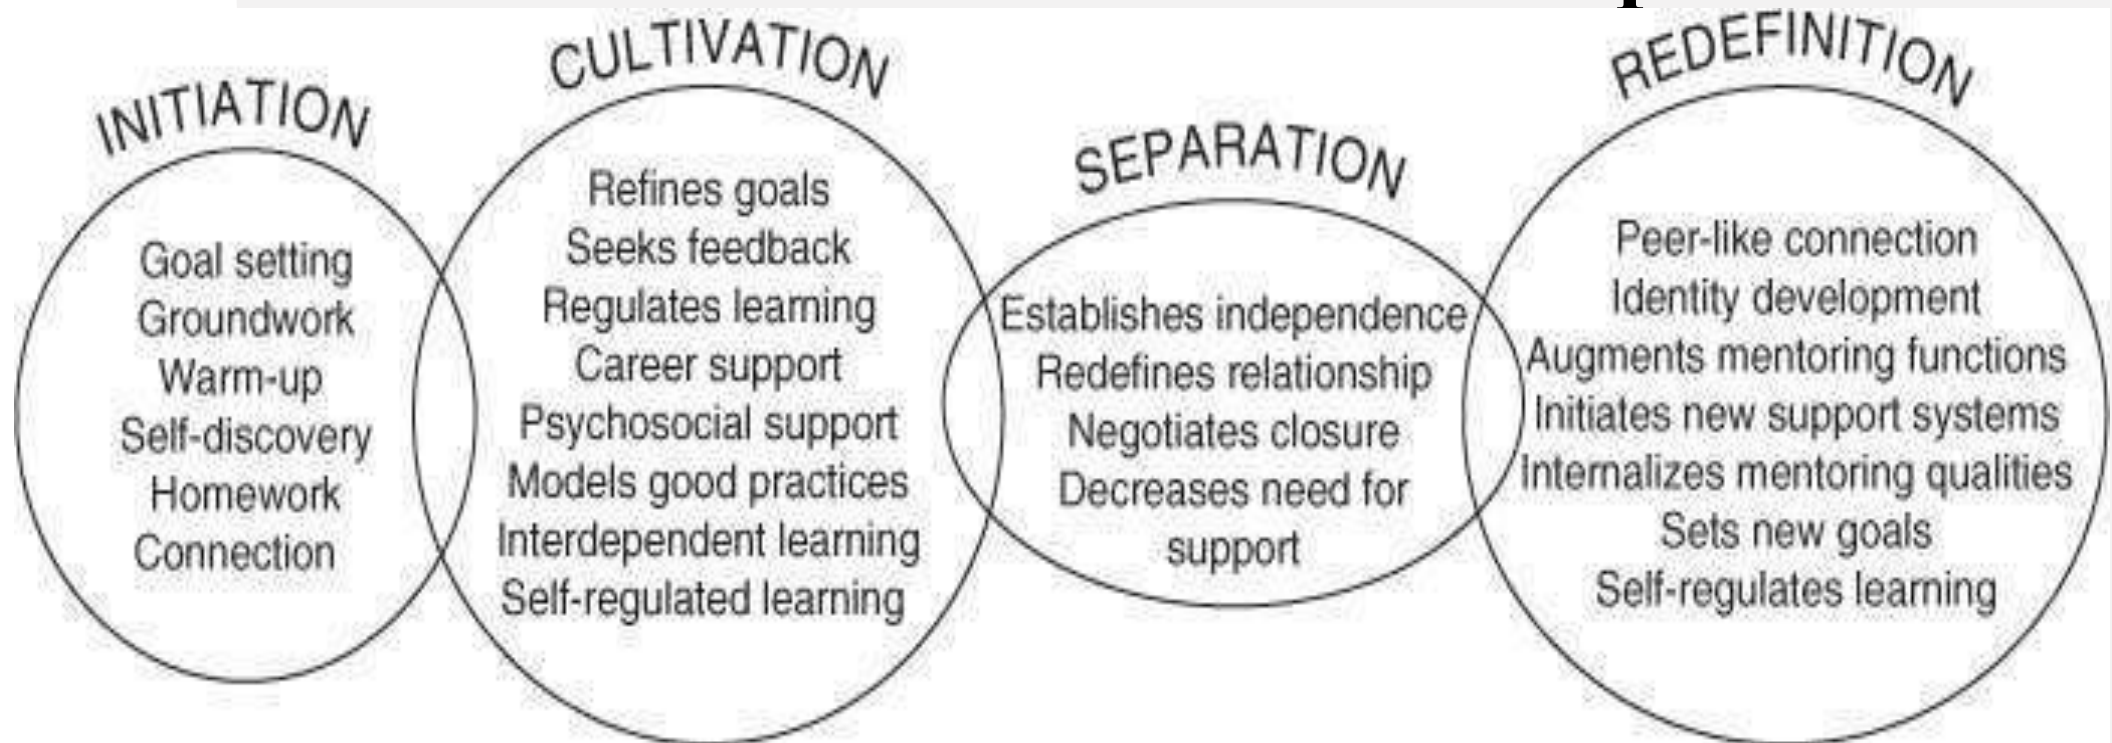 INITIATION
Goal setting
Groundwork
Warm-up
Self-discovery
Homework
Connection
CULTIVATION
Refines goals
Seeks feedback
Regulates learning
Career support
Psychosocial support
Models good practices
Interdependent learning
Self-regulated learning
SEPARATION
Establishes independence
Redefines relationship
Negotiates closure
Decreases need for
support
REDEFINITION
Peer-like connection
Identity development
Augments mentoring functions
Initiates new support systems
Internalizes mentoring qualities
Sets new goals
Self-regulates learning